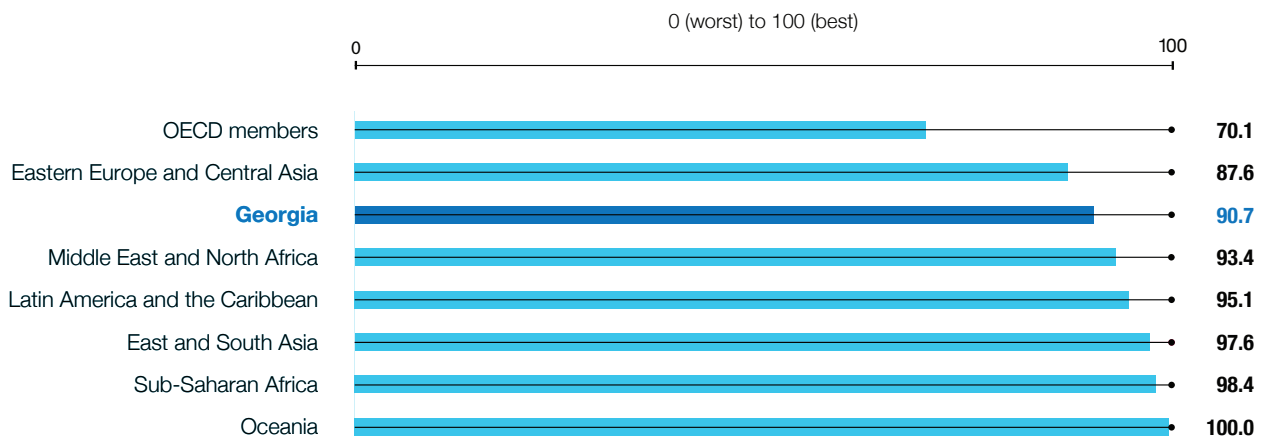 0 (worst) to 100 (best)
0 100
OECD members 70.1
Eastern Europe and Central Asia 87.6
Georgia 90.7
Middle East and North Africa 93.4
Latin America and the Caribbean 95.1
East and South Asia 97.6
Sub-Saharan Africa 98.4
Oceania 100.0